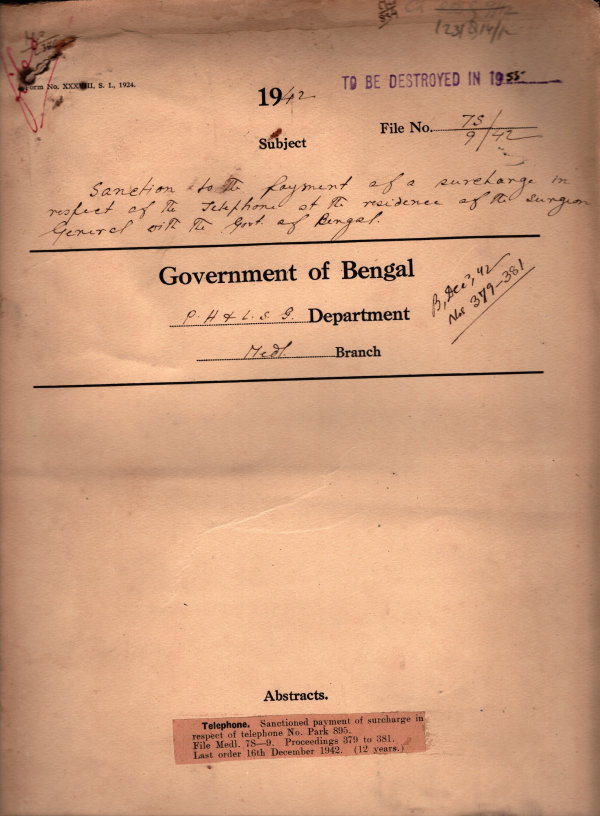 Form No. XXXVIII, S. I., 1924.
1942
TO BE DESTROYED IN 1955
File No. 7S/9/42
Subject
Sanction to the payment of a surcharge in
respect of the Telephone at the residence of the Surgeon
General with the Govt. of Bengal.
Government of Bengal
P. H & L. S. G. Department
Medl. Branch
B, Dec', 42
Nos 379-381
Abstracts.
Telephone. Sanctioned payment of surcharge in
respect of telephone No. Park 895.
File Medl. 7S—9. Proceedings 379 to 381.
Last order 16th December 1942. (12 years.)